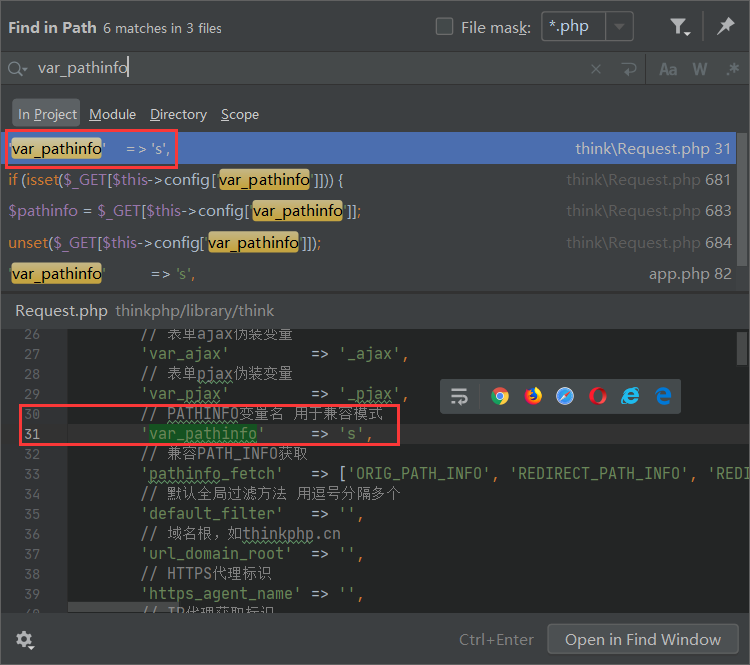 Find in Path 6 matches in 3 files File mask: *.php
var_pathinfo Aa W .*
In Project Module Directory Scope
'var_pathinfo' => 's', think\Request.php 31
if (isset($_GET[$this->config['var_pathinfo']])) { think\Request.php 681
$pathinfo = $_GET[$this->config['var_pathinfo']]; think\Request.php 683
unset($_GET[$this->config['var_pathinfo']]); think\Request.php 684
'var_pathinfo' => 's', app.php 82
Request.php thinkphp/library/think
26 // 表单ajax伪装变量
27 'var_ajax' => '_ajax',
28 // 表单pjax伪装变量
29 'var_pjax' => '_pjax',
30 // PATHINFO变量名 用于兼容模式
31 'var_pathinfo' => 's',
32 // 兼容PATH_INFO获取
33 'pathinfo_fetch' => ['ORIG_PATH_INFO', 'REDIRECT_PATH_INFO', 'REDI
34 // 默认全局过滤方法 用逗号分隔多个
35 'default_filter' => '',
36 // 域名根，如thinkphp.cn
37 'url_domain_root' => '',
38 // HTTPS代理标识
39 'https_agent_name' => '',
40 // IP代理获取标识
Ctrl+Enter Open in Find Window